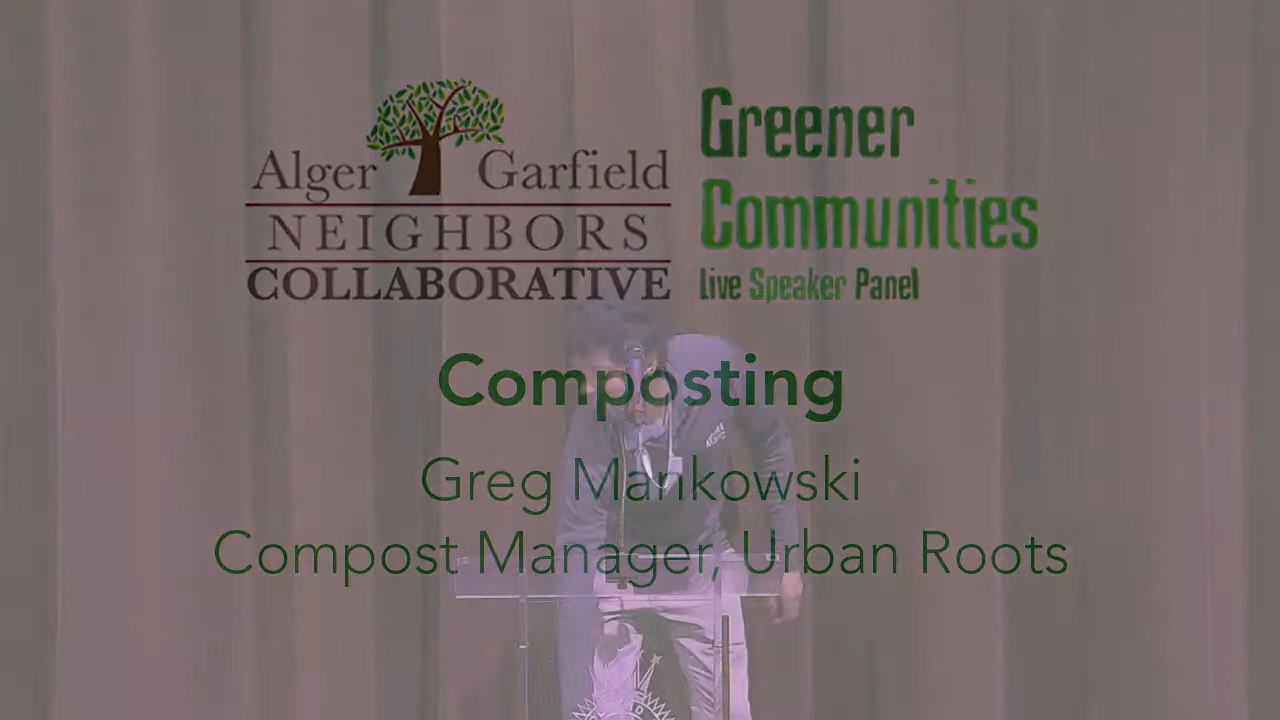 Alger Garfield
NEIGHBORS
COLLABORATIVE
Greener
Communities
Live Speaker Panel
Composting
Greg Mankowski
Compost Manager, Urban Roots